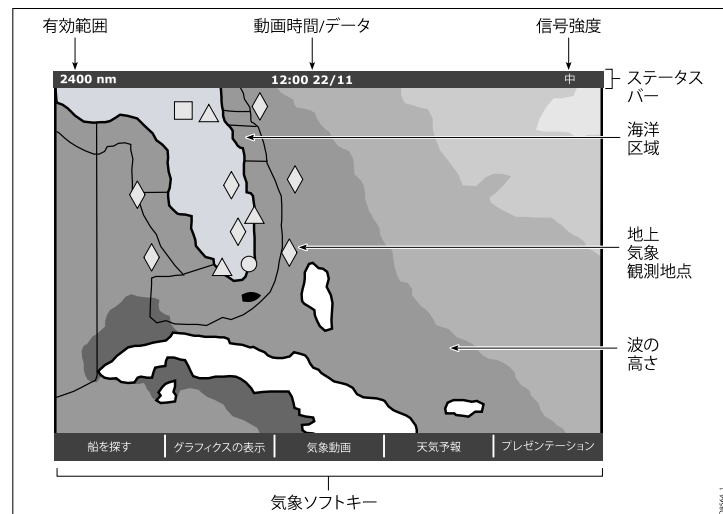 有効範囲
動画時間/データ
信号強度
2400 nm
12:00 22/11
中
ステータス
バー
海洋
区域
地上
気象
観測地点
波の
高さ
船を探す
グラフィクスの表示
気象動画
天気予報
プレゼンテーション
気象ソフトキー